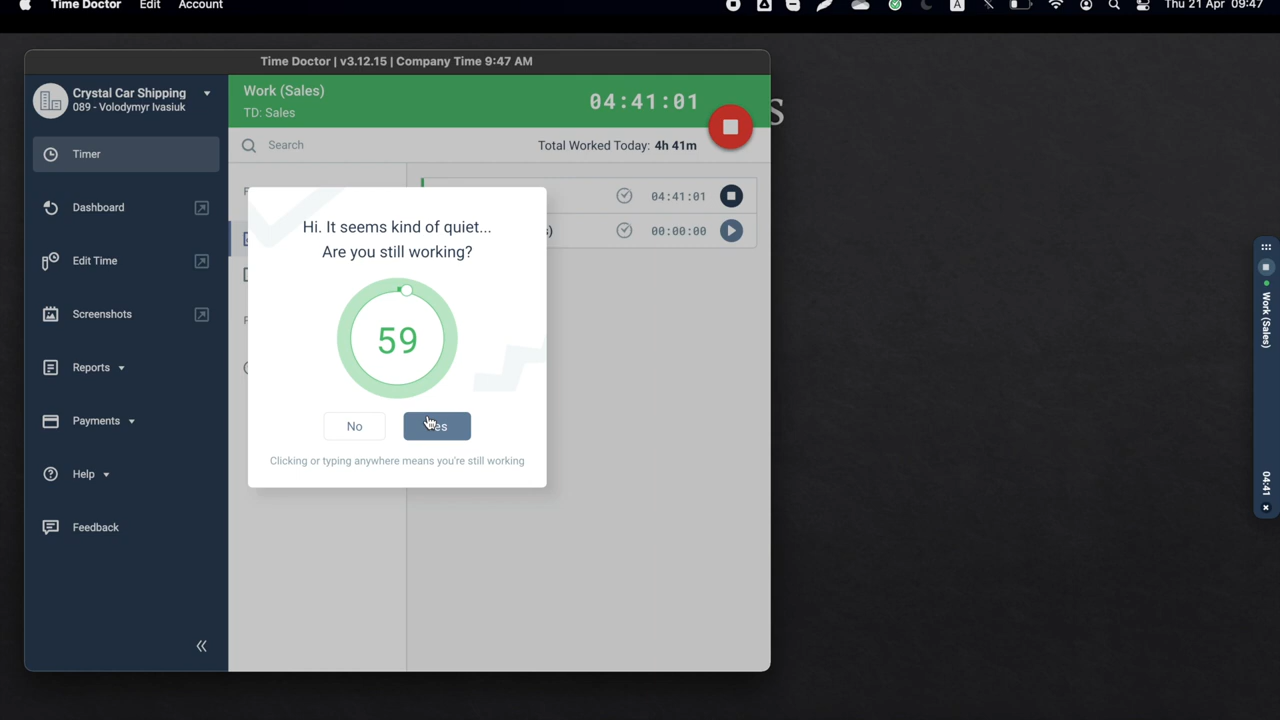 Time Doctor Edit Account
A
Thu 21 Apr 09:47
Time Doctor | v3.12.15 | Company Time 9:47 AM
Crystal Car Shipping
089 - Volodymyr Ivasiuk
Timer
Dashboard
Edit Time
Screenshots
Reports
Payments
Help
Feedback
Work (Sales)
TD: Sales
04:41:01
Search
Total Worked Today: 4h 41m
04:41:01
00:00:00
Hi. It seems kind of quiet...
Are you still working?
59
No
Clicking or typing anywhere means you're still working
Work (Sales)
04:41